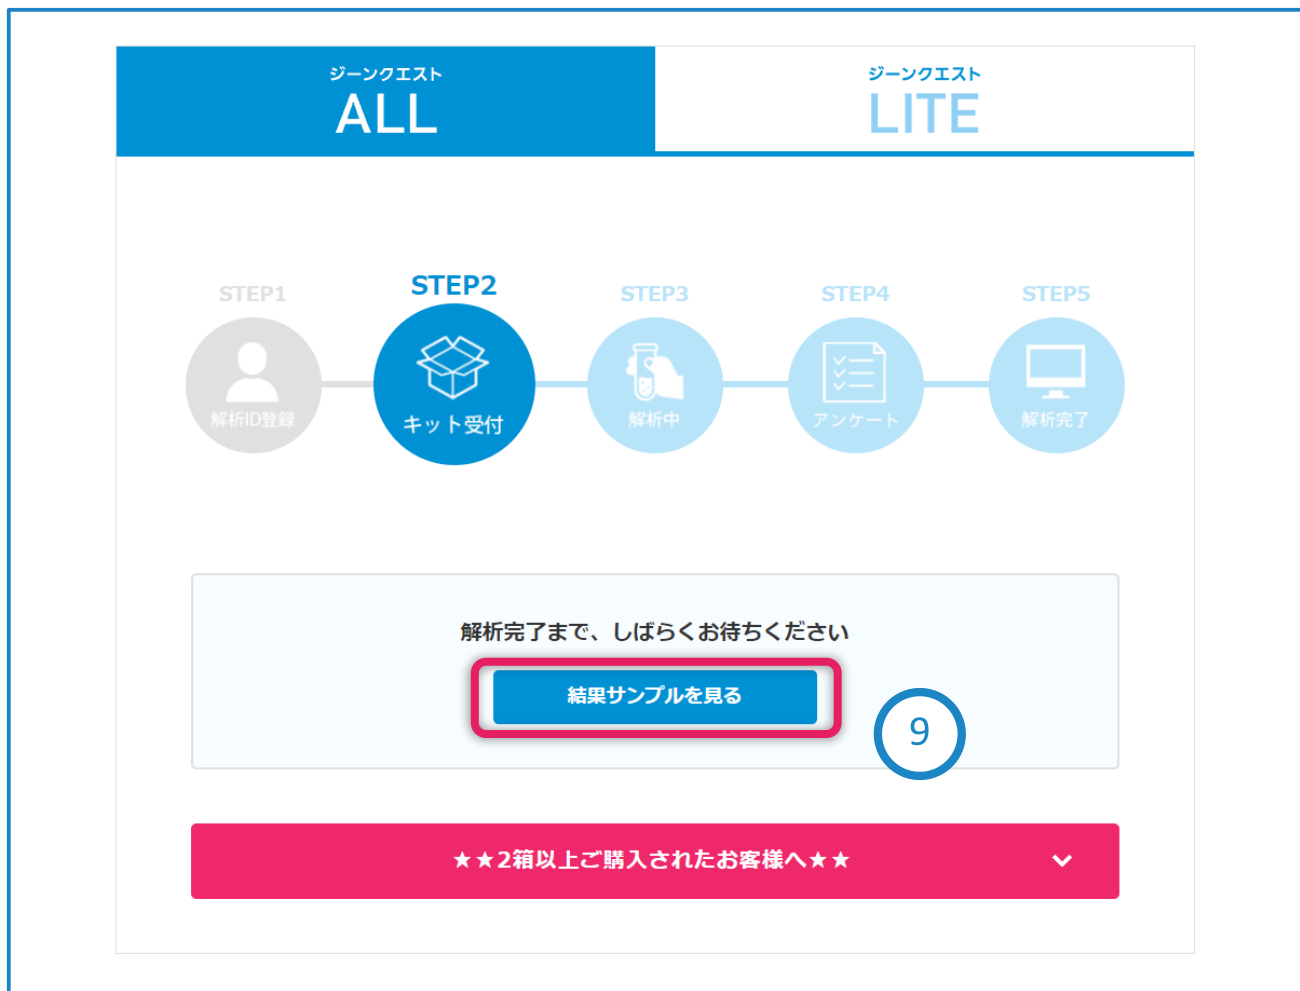 ジーンクエスト
ALL
ジーンクエスト
LITE
STEP1
解析ID登録
STEP2
キット受付
STEP3
解析中
STEP4
アンケート
STEP5
解析完了
解析完了まで、しばらくお待ちください
結果サンプルを見る
9
★★2箱以上ご購入されたお客様へ★★